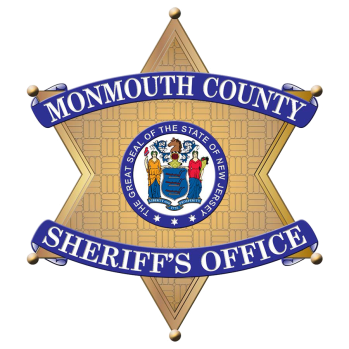 MONMOUTH COUNTY
THE GREAT SEAL OF THE STATE OF NEW JERSEY
SHERIFF'S OFFICE